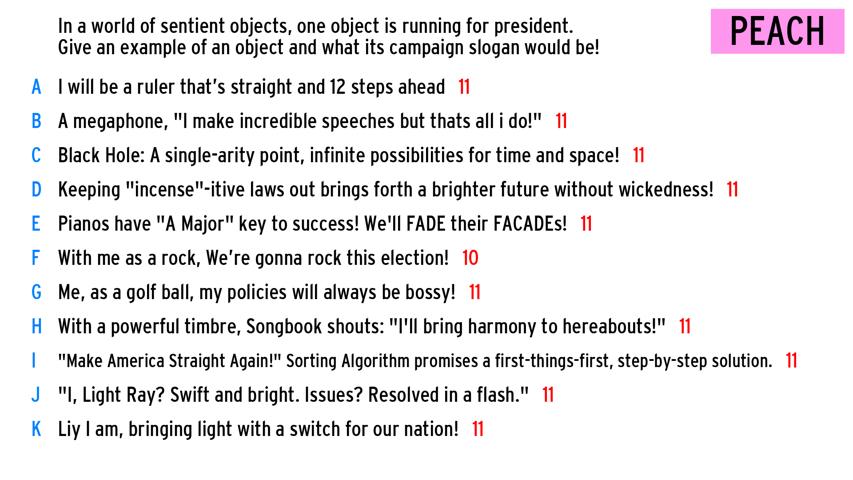 In a world of sentient objects, one object is running for president.
Give an example of an object and what its campaign slogan would be!
PEACH
A I will be a ruler that's straight and 12 steps ahead 11
B A megaphone, "I make incredible speeches but thats all i do!" 11
C Black Hole: A single-arity point, infinite possibilities for time and space! 11
D Keeping "incense"-itive laws out brings forth a brighter future without wickedness! 11
E Pianos have "A Major" key to success! We'll FADE their FACADEs! 11
F With me as a rock, We're gonna rock this election! 10
G Me, as a golf ball, my policies will always be bossy! 11
H With a powerful timbre, Songbook shouts: "I'll bring harmony to hereabouts!" 11
I "Make America Straight Again!" Sorting Algorithm promises a first-things-first, step-by-step solution. 11
J "I, Light Ray? Swift and bright. Issues? Resolved in a flash." 11
K Liy I am, bringing light with a switch for our nation! 11